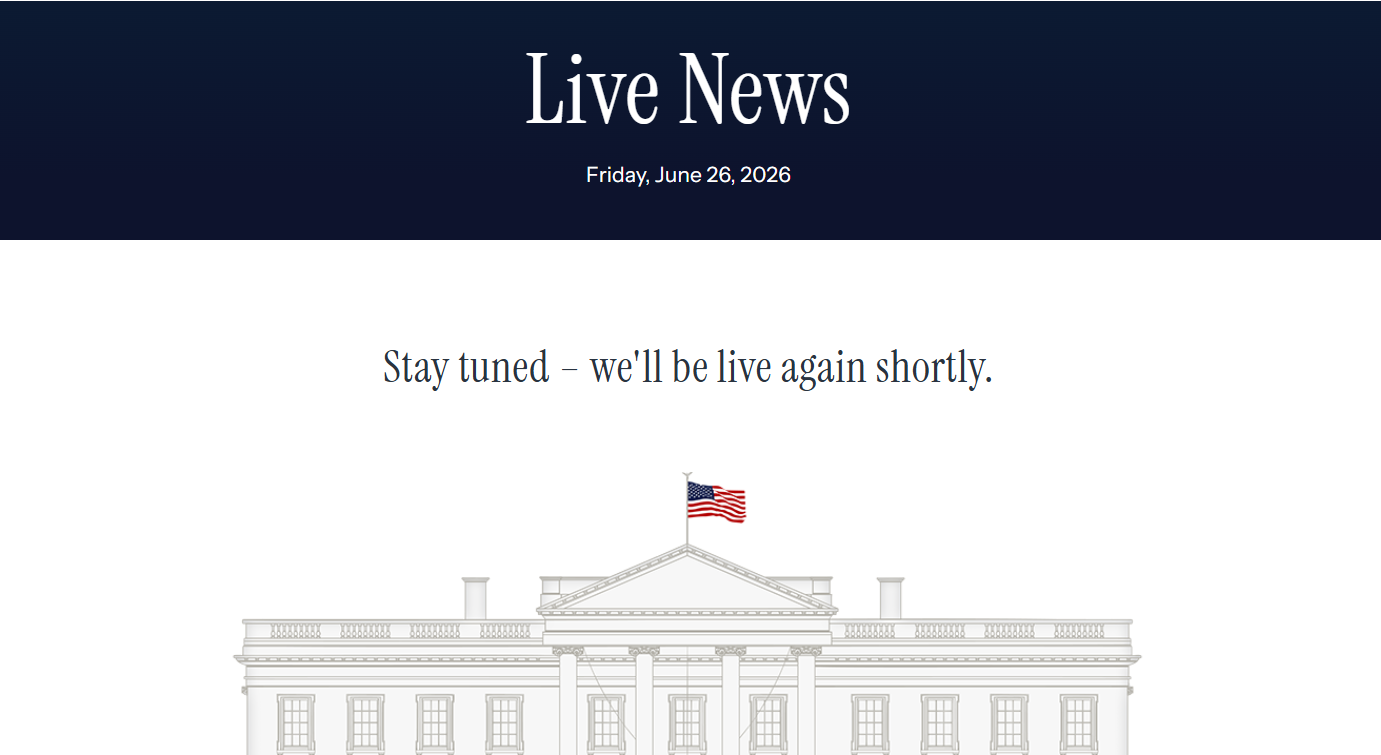 Live News
Friday, June 26, 2026
Stay tuned – we'll be live again shortly.